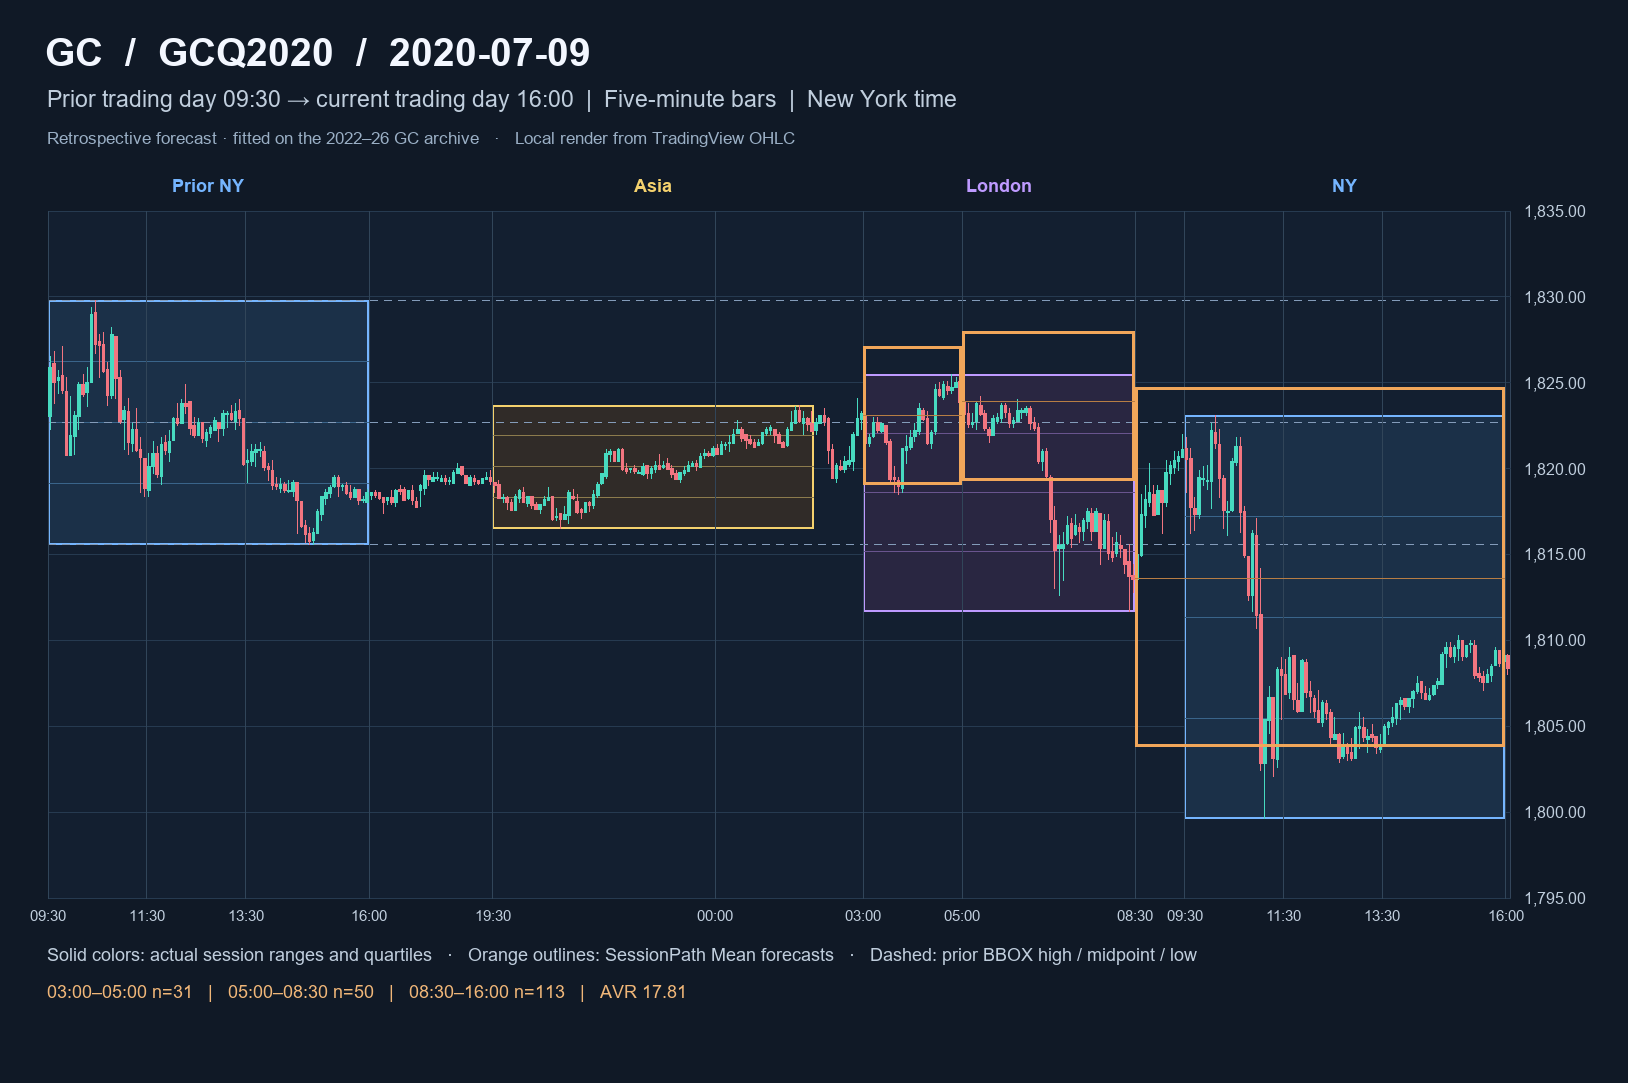 GC / GCQ2020 / 2020-07-09
Prior trading day 09:30 → current trading day 16:00 | Five-minute bars | New York time
Retrospective forecast · fitted on the 2022–26 GC archive · Local render from TradingView OHLC
Prior NY Asia London NY
1,835.00
1,830.00
1,825.00
1,820.00
1,815.00
1,810.00
1,805.00
1,800.00
1,795.00
09:30 11:30 13:30 16:00 19:30 00:00 03:00 05:00 08:30 09:30 11:30 13:30 16:00
Solid colors: actual session ranges and quartiles · Orange outlines: SessionPath Mean forecasts · Dashed: prior BBOX high / midpoint / low
03:00–05:00 n=31 | 05:00–08:30 n=50 | 08:30–16:00 n=113 | AVR 17.81